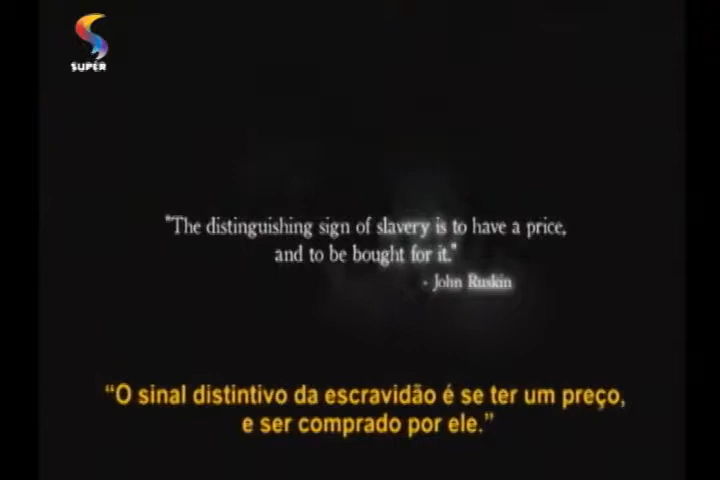 SUPER
"The distinguishing sign of slavery is to have a price,
and to be bought for it."
- John Ruskin
“O sinal distintivo da escravidão é se ter um preço,
e ser comprado por ele.”